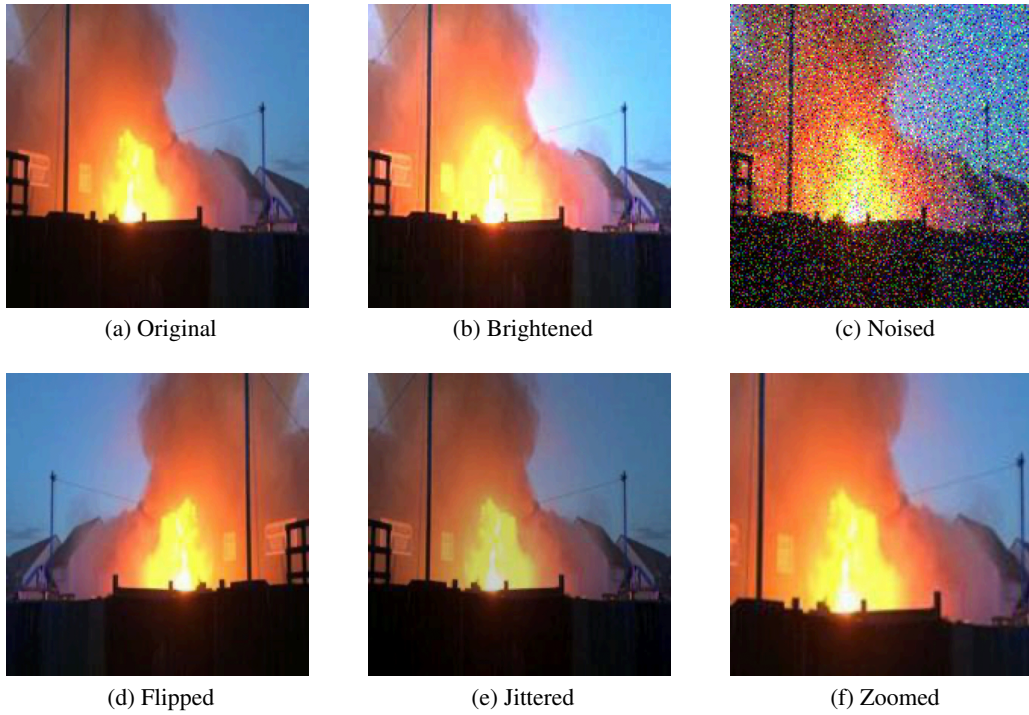 (a) Original
(b) Brightened
(c) Noised
(d) Flipped
(e) Jittered
(f) Zoomed